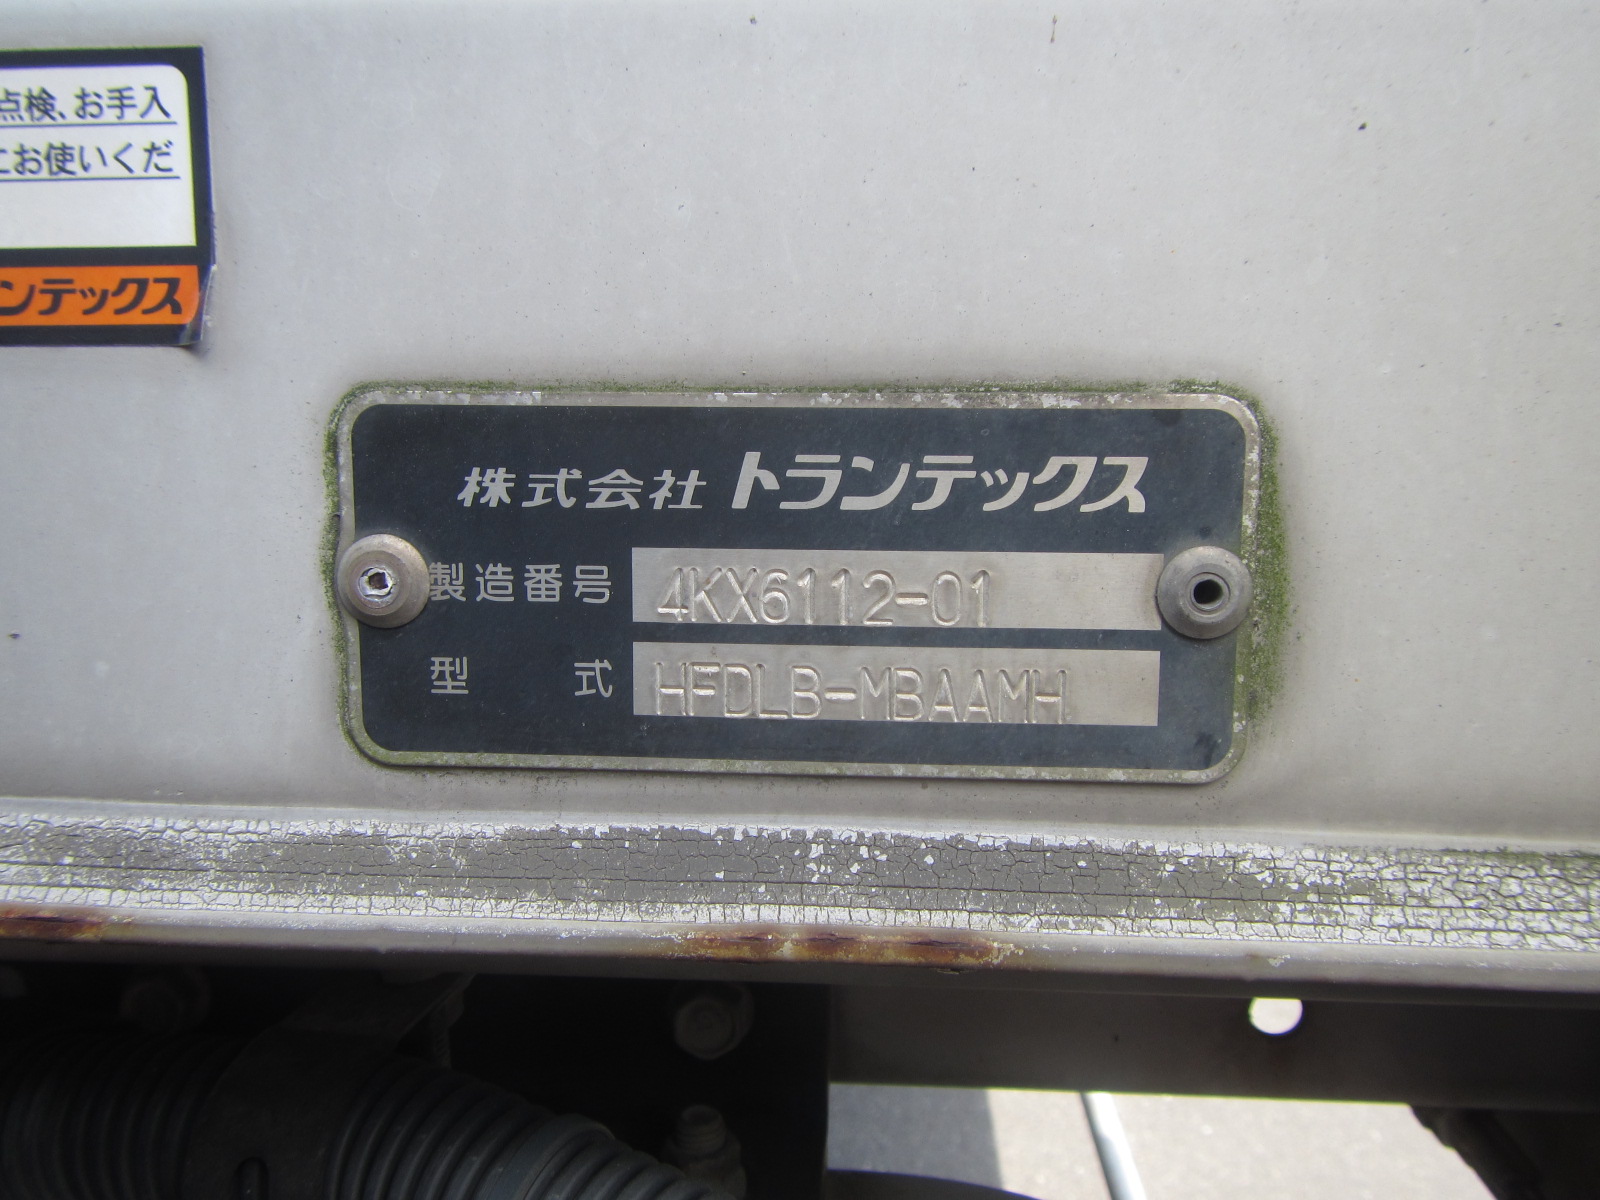 点検、お手入
にお使いくだ
ンテックス
株式会社 トランテックス
製造番号 4KX6112-01
型式 HFDLB-MBAAMH